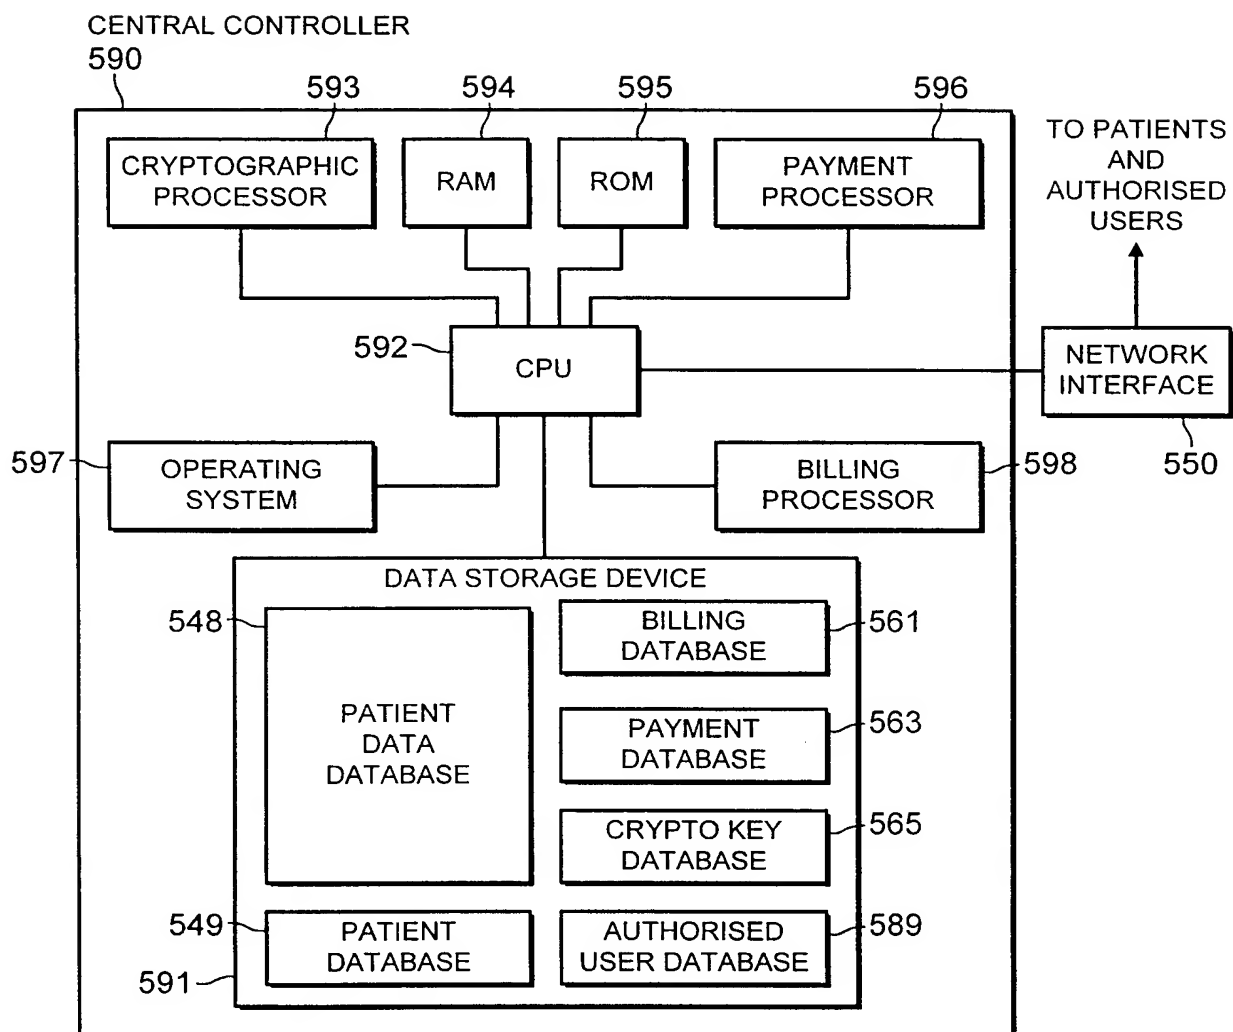 CENTRAL CONTROLLER
590
593
594
595
596
CRYPTOGRAPHIC
PROCESSOR
RAM
ROM
PAYMENT
PROCESSOR
TO PATIENTS
AND
AUTHORISED
USERS
592
CPU
NETWORK
INTERFACE
550
597
OPERATING
SYSTEM
BILLING
PROCESSOR
598
DATA STORAGE DEVICE
548
PATIENT
DATA
DATABASE
BILLING
DATABASE
561
PAYMENT
DATABASE
563
CRYPTO KEY
DATABASE
565
549
PATIENT
DATABASE
AUTHORISED
USER DATABASE
589
591